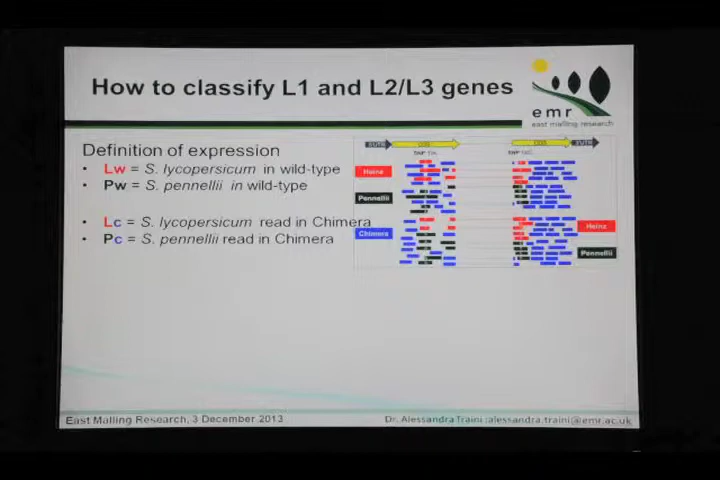 How to classify L1 and L2/L3 genes
emr
east malling research
Definition of expression
• Lw = S. lycopersicum in wild-type
• Pw = S. pennellii in wild-type
• Lc = S. lycopersicum read in Chimera
• Pc = S. pennellii read in Chimera
Heinz
Pennellii
Chimera
Heinz
Pennellii
East Malling Research, 3 December 2013
Dr. Alessandra Traini :alessandra.traini@emr.ac.uk